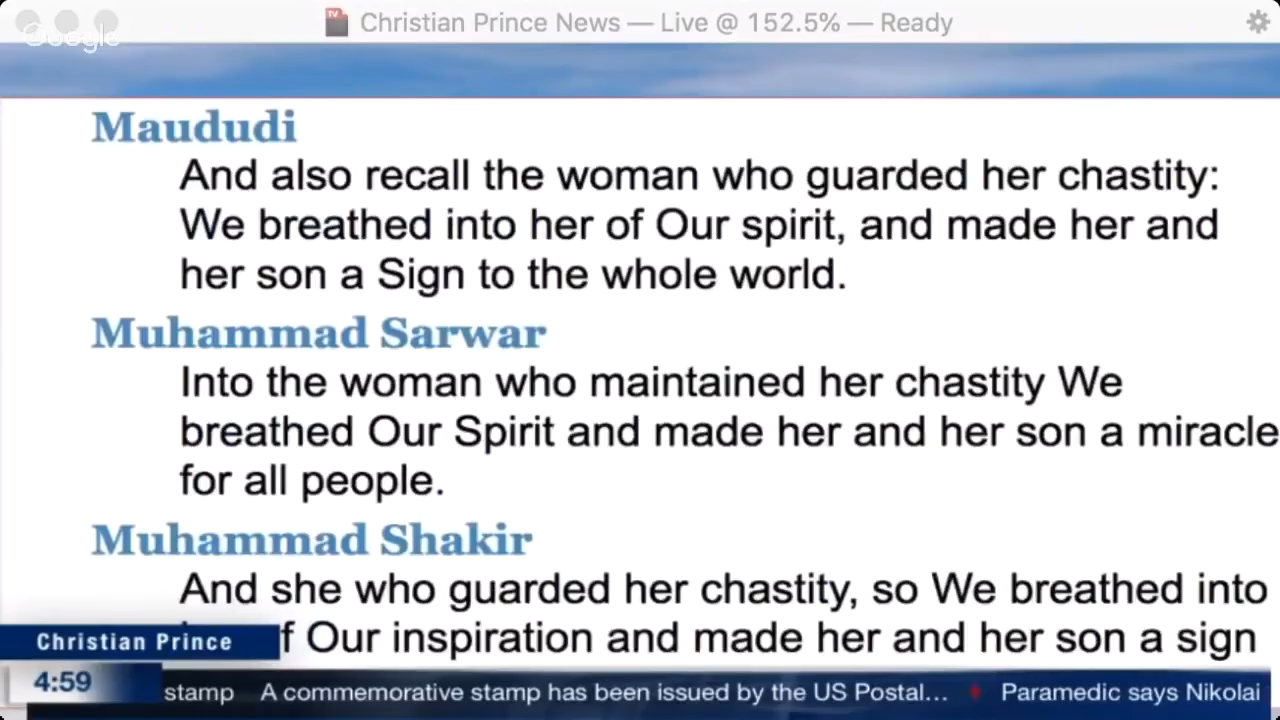 Christian Prince News — Live @ 152.5% — Ready
Google
Maududi
And also recall the woman who guarded her chastity:
We breathed into her of Our spirit, and made her and
her son a Sign to the whole world.
Muhammad Sarwar
Into the woman who maintained her chastity We
breathed Our Spirit and made her and her son a miracle
for all people.
Muhammad Shakir
And she who guarded her chastity, so We breathed into
f Our inspiration and made her and her son a sign
Christian Prince
4:59
stamp A commemorative stamp has been issued by the US Postal... ♦ Paramedic says Nikolai